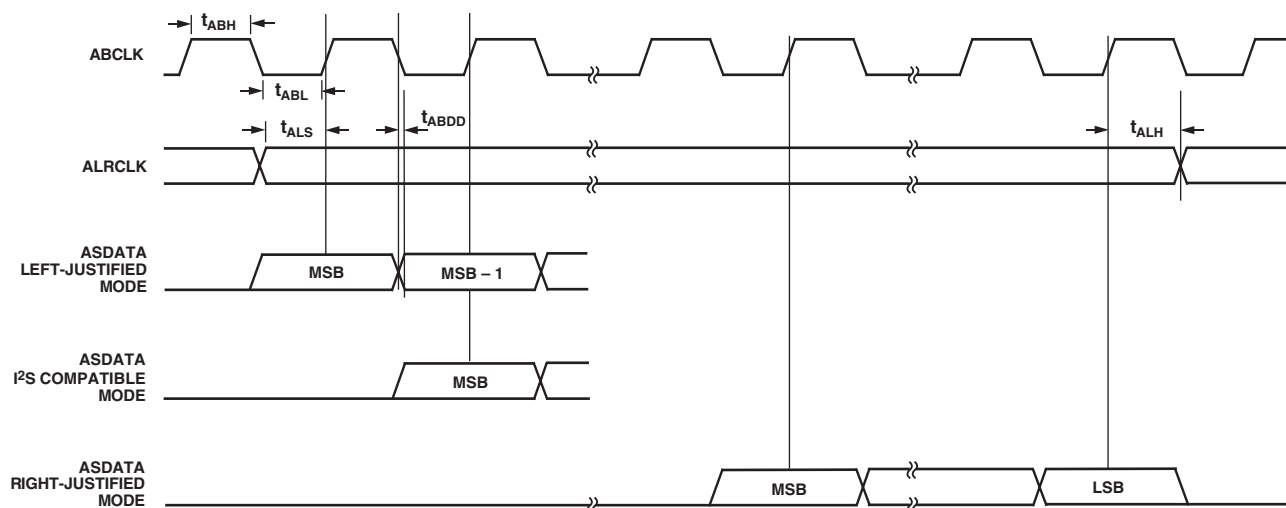 tABH
ABCLK
tABL
tABDD
tALS
tALH
ALRCLK
ASDATA
LEFT-JUSTIFIED
MODE
MSB
MSB – 1
ASDATA
I²S COMPATIBLE
MODE
MSB
ASDATA
RIGHT-JUSTIFIED
MODE
MSB
LSB